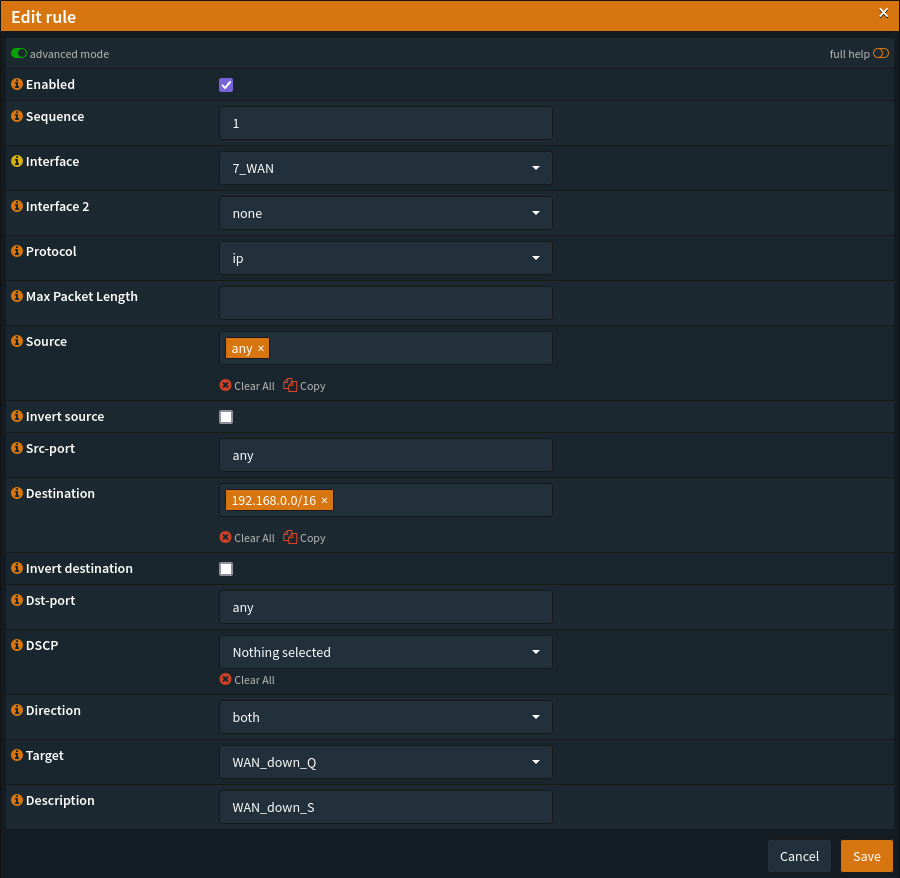 Edit rule ×
advanced mode full help
Enabled
Sequence 1
Interface 7_WAN
Interface 2 none
Protocol ip
Max Packet Length
Source any ×
Clear All Copy
Invert source
Src-port any
Destination 192.168.0.0/16 ×
Clear All Copy
Invert destination
Dst-port any
DSCP Nothing selected
Clear All
Direction both
Target WAN_down_Q
Description WAN_down_S
Cancel Save